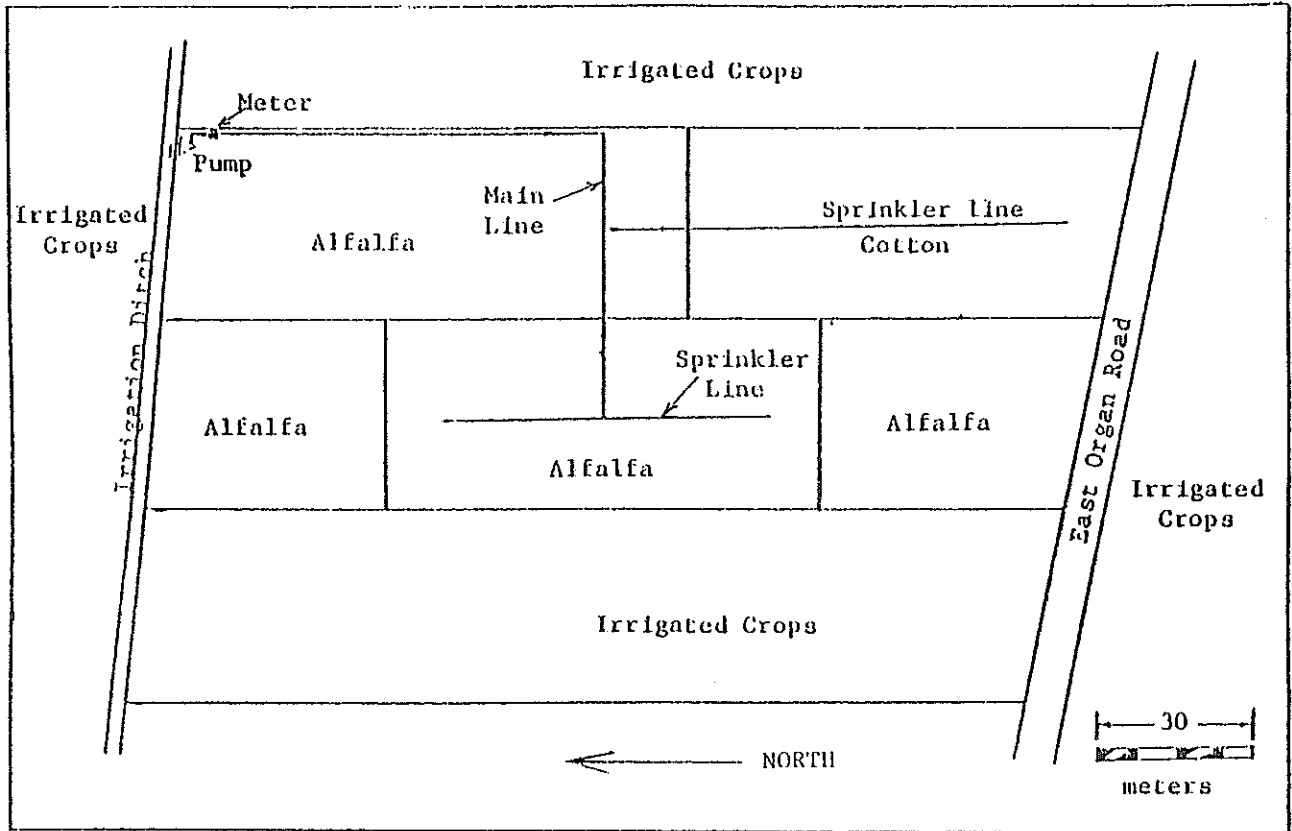 Irrigated Crops
Meter
Pump
Main
Line
Sprinkler line
Cotton
Irrigated
Crops
Alfalfa
Irrigation Ditch
Sprinkler
Line
Alfalfa
Alfalfa
Alfalfa
East Organ Road
Irrigated
Crops
Irrigated Crops
30
NORTH
meters